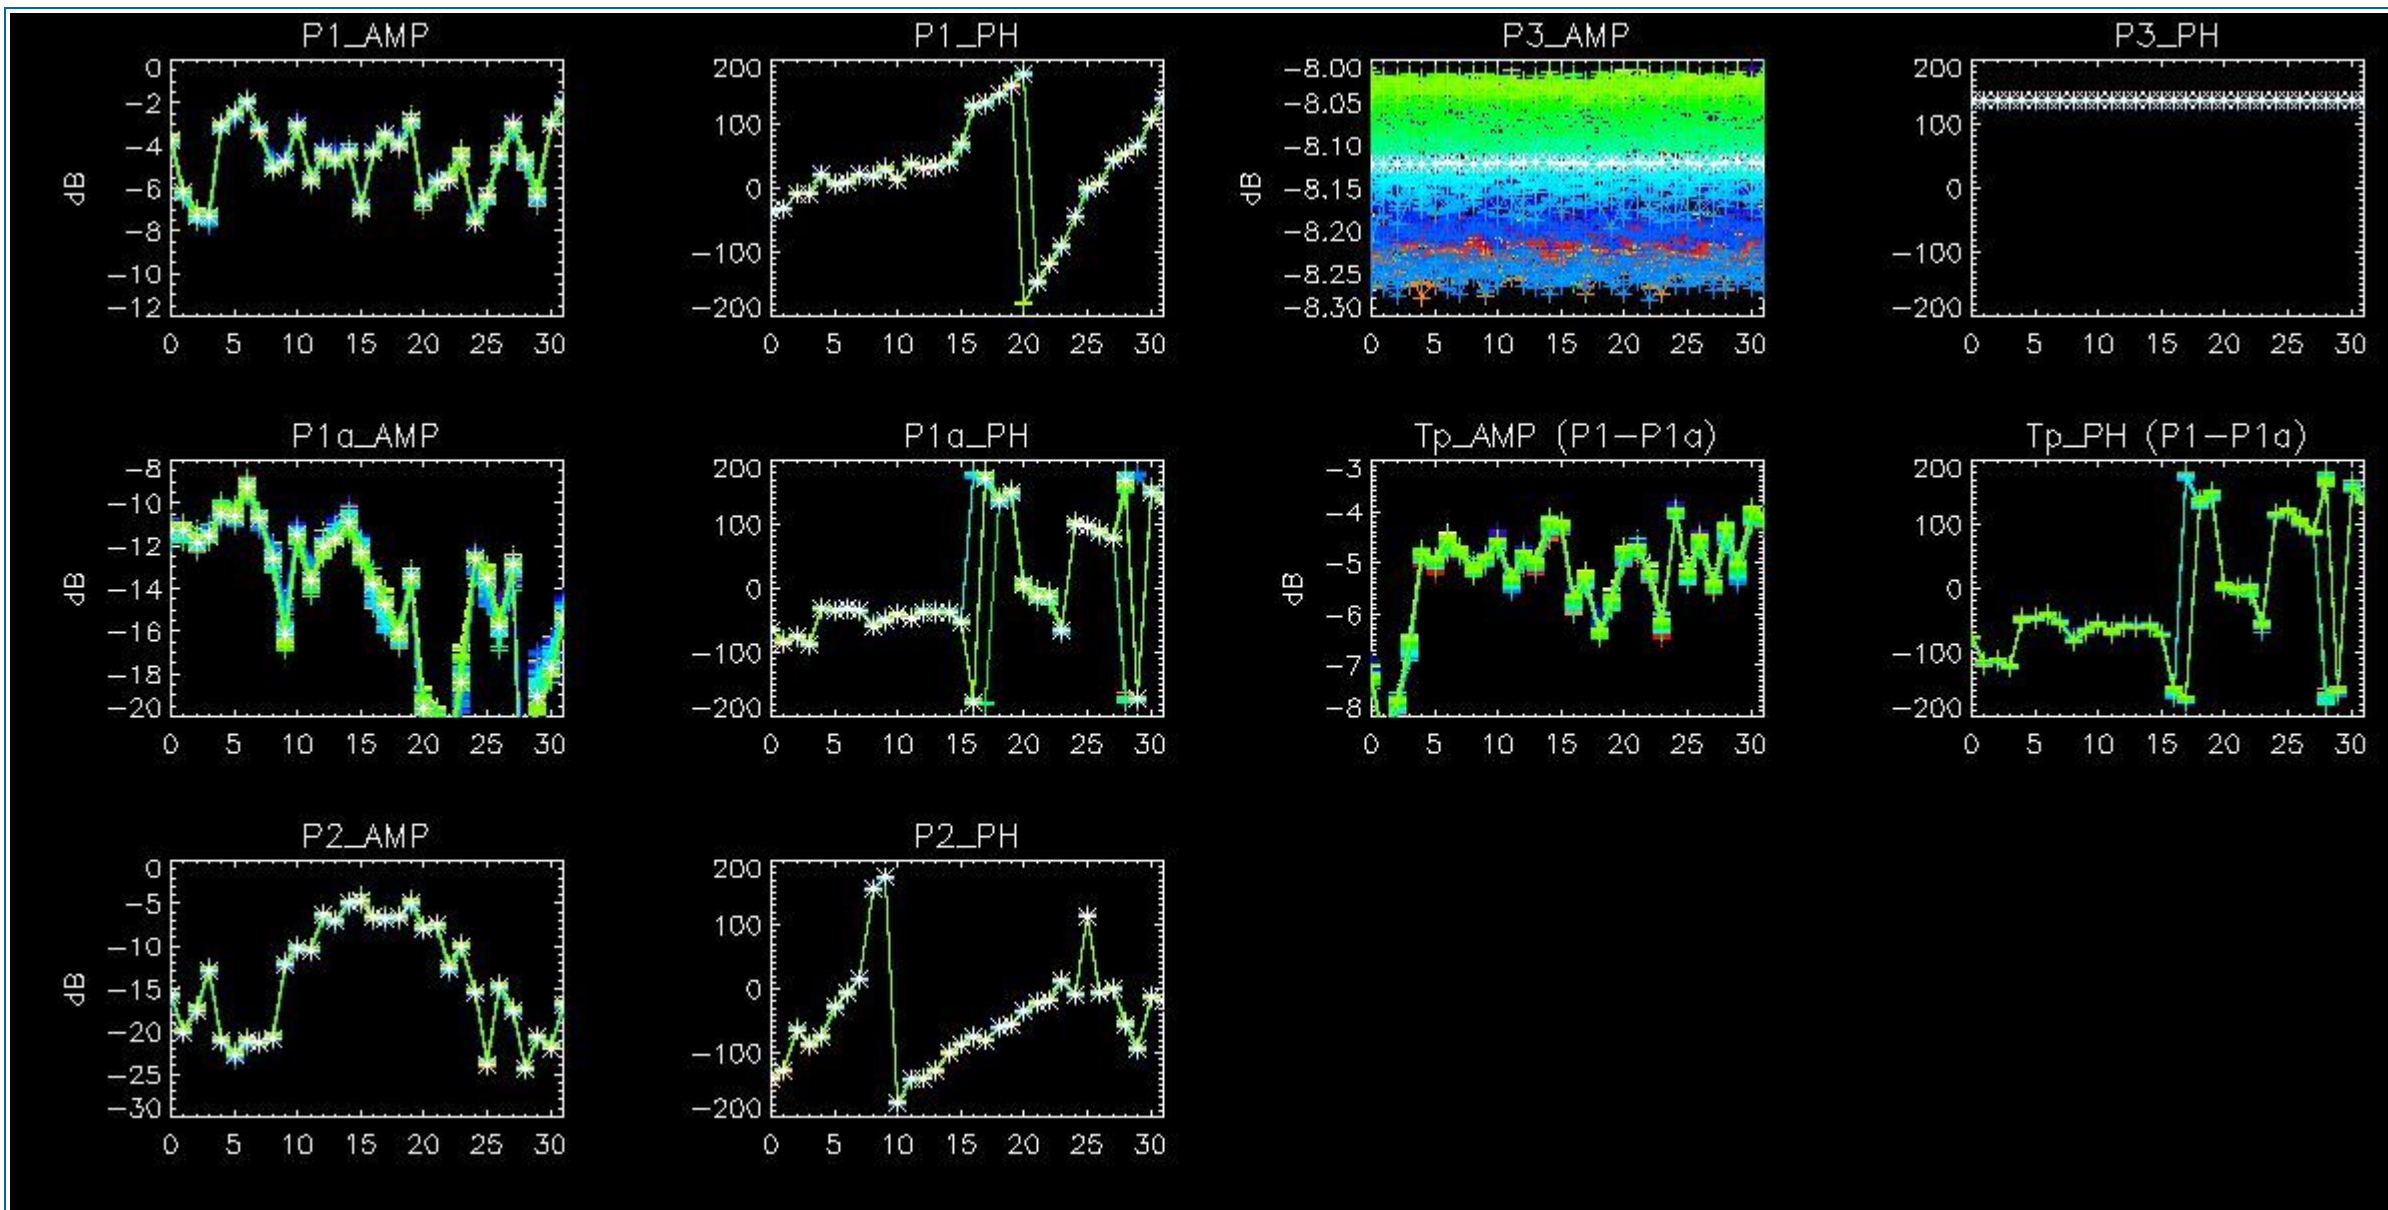 P1_AMP
dB
0
−2
−4
−6
−8
−10
−12
0 5 10 15 20 25 30
P1_PH
200
100
0
−100
−200
0 5 10 15 20 25 30
P3_AMP
dB
−8.00
−8.05
−8.10
−8.15
−8.20
−8.25
−8.30
0 5 10 15 20 25 30
P3_PH
200
100
0
−100
−200
0 5 10 15 20 25 30
P1a_AMP
dB
−8
−10
−12
−14
−16
−18
−20
0 5 10 15 20 25 30
P1a_PH
200
100
0
−100
−200
0 5 10 15 20 25 30
Tp_AMP (P1−P1a)
dB
−3
−4
−5
−6
−7
−8
0 5 10 15 20 25 30
Tp_PH (P1−P1a)
200
100
0
−100
−200
0 5 10 15 20 25 30
P2_AMP
dB
0
−5
−10
−15
−20
−25
−30
0 5 10 15 20 25 30
P2_PH
200
100
0
−100
−200
0 5 10 15 20 25 30